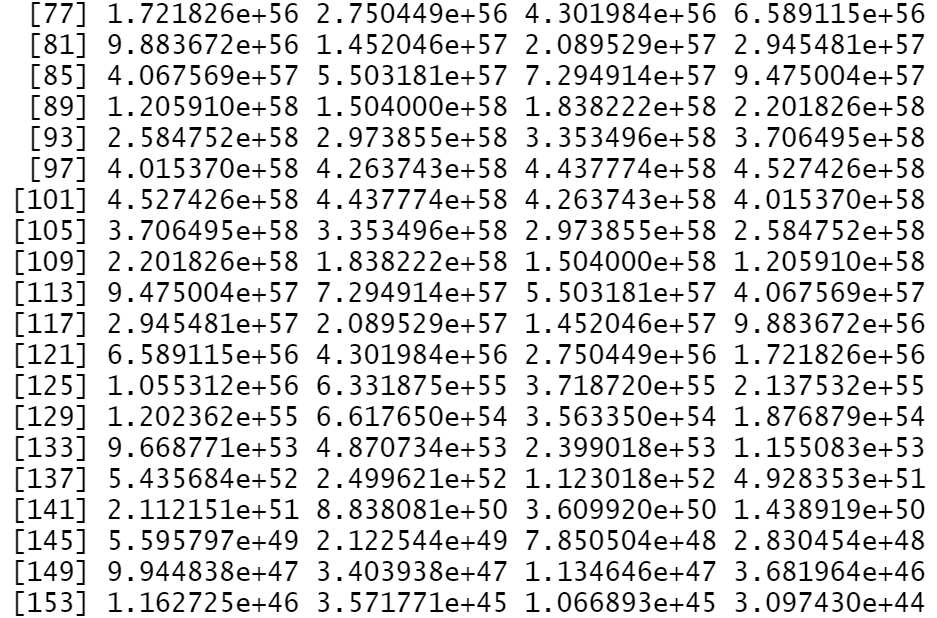 [77] 1.721826e+56 2.750449e+56 4.301984e+56 6.589115e+56
[81] 9.883672e+56 1.452046e+57 2.089529e+57 2.945481e+57
[85] 4.067569e+57 5.503181e+57 7.294914e+57 9.475004e+57
[89] 1.205910e+58 1.504000e+58 1.838222e+58 2.201826e+58
[93] 2.584752e+58 2.973855e+58 3.353496e+58 3.706495e+58
[97] 4.015370e+58 4.263743e+58 4.437774e+58 4.527426e+58
[101] 4.527426e+58 4.437774e+58 4.263743e+58 4.015370e+58
[105] 3.706495e+58 3.353496e+58 2.973855e+58 2.584752e+58
[109] 2.201826e+58 1.838222e+58 1.504000e+58 1.205910e+58
[113] 9.475004e+57 7.294914e+57 5.503181e+57 4.067569e+57
[117] 2.945481e+57 2.089529e+57 1.452046e+57 9.883672e+56
[121] 6.589115e+56 4.301984e+56 2.750449e+56 1.721826e+56
[125] 1.055312e+56 6.331875e+55 3.718720e+55 2.137532e+55
[129] 1.202362e+55 6.617650e+54 3.563350e+54 1.876879e+54
[133] 9.668771e+53 4.870734e+53 2.399018e+53 1.155083e+53
[137] 5.435684e+52 2.499621e+52 1.123018e+52 4.928353e+51
[141] 2.112151e+51 8.838081e+50 3.609920e+50 1.438919e+50
[145] 5.595797e+49 2.122544e+49 7.850504e+48 2.830454e+48
[149] 9.944838e+47 3.403938e+47 1.134646e+47 3.681964e+46
[153] 1.162725e+46 3.571771e+45 1.066893e+45 3.097430e+44